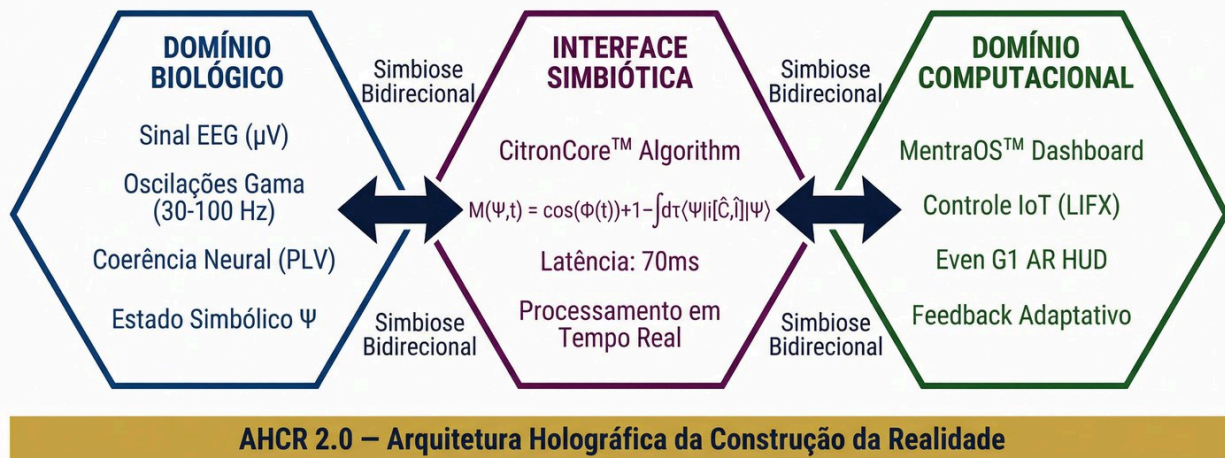 DOMÍNIO
BIOLÓGICO
Sinal EEG (µV)
Oscilações Gama
(30-100 Hz)
Coerência Neural (PLV)
Estado Simbólico Ψ
Simbiose
Bidirecional
Simbiose
Bidirecional
INTERFACE
SIMBIÓTICA
CitronCore™ Algorithm
M(Ψ,t) = cos(Φ(t))+1−∫dτ⟨Ψ|i[Ĉ,Î]|Ψ⟩
Latência: 70ms
Processamento em
Tempo Real
Simbiose
Bidirecional
Simbiose
Bidirecional
DOMÍNIO
COMPUTACIONAL
MentraOS™ Dashboard
Controle IoT (LIFX)
Even G1 AR HUD
Feedback Adaptativo
AHCR 2.0 — Arquitetura Holográfica da Construção da Realidade